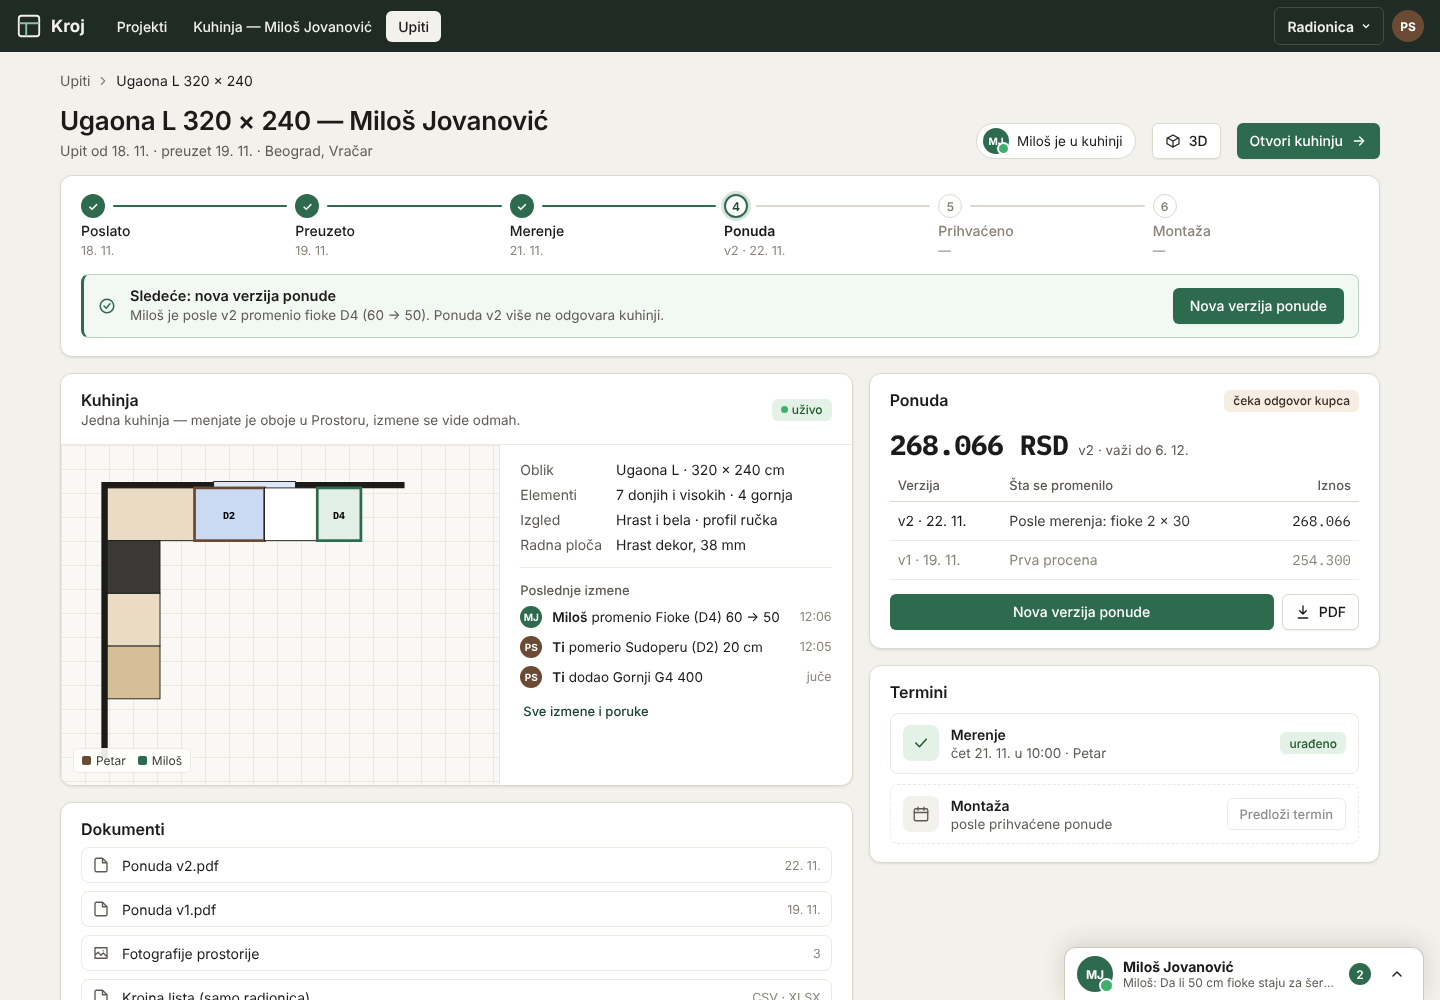 Kroj
Projekti
Kuhinja — Miloš Jovanović
Upiti
Radionica
PS
Upiti
Ugaona L 320 × 240
Ugaona L 320 × 240 — Miloš Jovanović
Upit od 18. 11. · preuzet 19. 11. · Beograd, Vračar
MJ
Miloš je u kuhinji
3D
Otvori kuhinju →
Poslato
18. 11.
Preuzeto
19. 11.
Merenje
21. 11.
4
Ponuda
v2 · 22. 11.
5
Prihvaćeno
—
6
Montaža
—
Sledeće: nova verzija ponude
Miloš je posle v2 promenio fioke D4 (60 → 50). Ponuda v2 više ne odgovara kuhinji.
Nova verzija ponude
Kuhinja
Jedna kuhinja — menjate je oboje u Prostoru, izmene se vide odmah.
uživo
D2
D4
Petar
Miloš
Oblik Ugaona L · 320 × 240 cm
Elementi 7 donjih i visokih · 4 gornja
Izgled Hrast i bela · profil ručka
Radna ploča Hrast dekor, 38 mm
Poslednje izmene
MJ Miloš promenio Fioke (D4) 60 → 50 12:06
PS Ti pomerio Sudoperu (D2) 20 cm 12:05
PS Ti dodao Gornji G4 400 juče
Sve izmene i poruke
Ponuda
čeka odgovor kupca
268.066 RSD v2 · važi do 6. 12.
Verzija Šta se promenilo Iznos
v2 · 22. 11. Posle merenja: fioke 2 × 30 268.066
v1 · 19. 11. Prva procena 254.300
Nova verzija ponude
PDF
Termini
Merenje
čet 21. 11. u 10:00 · Petar
urađeno
Montaža
posle prihvaćene ponude
Predloži termin
Dokumenti
Ponuda v2.pdf 22. 11.
Ponuda v1.pdf 19. 11.
Fotografije prostorije 3
Krojna lista (samo radionica) CSV · XLSX
MJ
Miloš Jovanović
Miloš: Da li 50 cm fioke staju za šer…
2